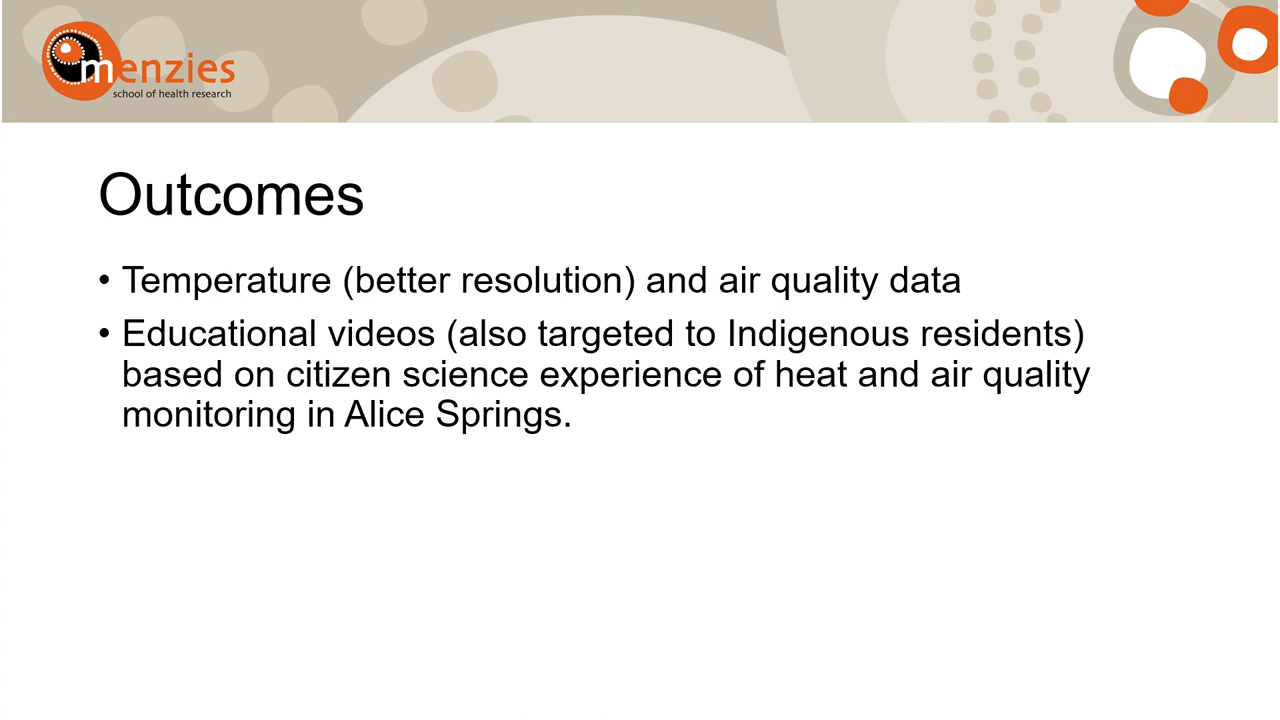 menzies
school of health research
Outcomes
• Temperature (better resolution) and air quality data
• Educational videos (also targeted to Indigenous residents)
based on citizen science experience of heat and air quality
monitoring in Alice Springs.